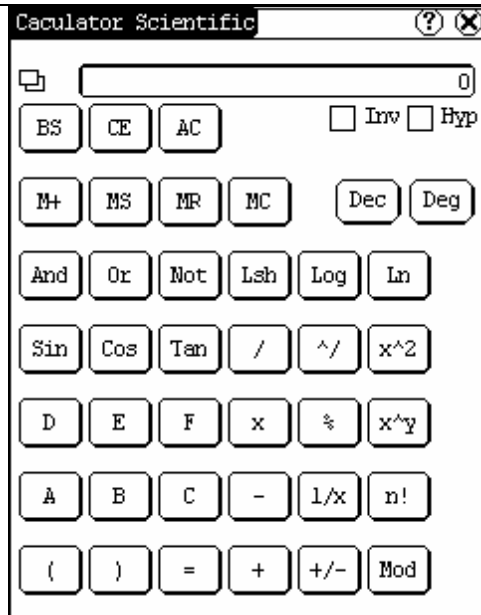 Caculator Scientific ? X
0
BS CE AC Inv Hyp
M+ MS MR MC Dec Deg
And Or Not Lsh Log Ln
Sin Cos Tan / ^/ x^2
D E F x % x^y
A B C - 1/x n!
( ) = + +/- Mod